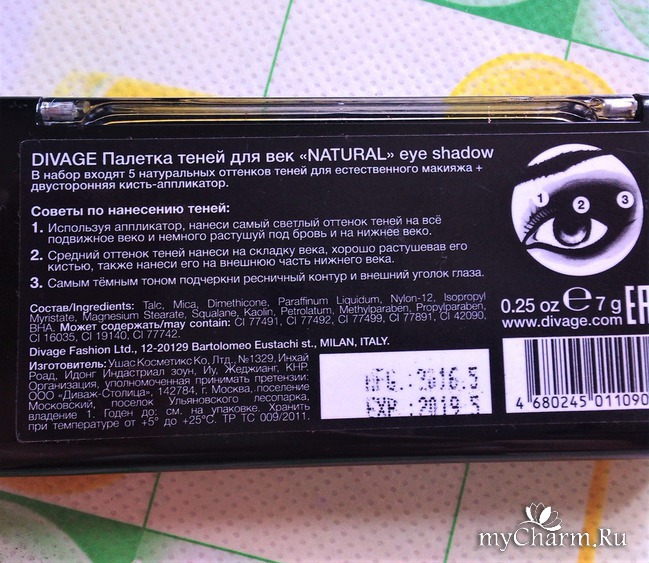 DIVAGE Палетка теней для век «NATURAL» eye shadow
В набор входят 5 натуральных оттенков теней для естественного макияжа +
двусторонняя кисть-аппликатор.
Советы по нанесению теней:
1. Используя аппликатор, нанеси самый светлый оттенок теней на всё
подвижное веко и немного растушуй под бровь и на нижнее веко.
2. Средний оттенок теней нанеси на складку века, хорошо растушевав его
кистью, также нанеси его на внешнюю часть нижнего века.
3. Самым тёмным тоном подчеркни ресничный контур и внешний уголок глаза.
Состав/Ingredients: Talc, Mica, Dimethicone, Paraffinum Liquidum, Nylon-12, Isopropyl
Myristate, Magnesium Stearate, Squalane, Kaolin, Petrolatum, Methylparaben, Propylparaben,
BHA. Может содержать/may contain: CI 77491, CI 77492, CI 77499, CI 77891, CI 42090,
CI 16035, CI 19140, CI 77742.
Divage Fashion Ltd., 12-20129 Bartolomeo Eustachi st., MILAN, ITALY.
Изготовитель: Ушас Косметикс Ко, Лтд., №1329, Инхай
Роад, Идонг Индастриал зоун, Иу, Жеджианг, КНР.
Организация, уполномоченная принимать претензии:
ООО «Диваж-Столица», 142784, г. Москва, поселение
Московский, поселок Ульяновского лесопарка,
владение 1. Годен до: см. на упаковке. Хранить
при температуре от +5° до +25°С. ТР ТС 009/2011.
MFG.:2016.5
EXP.:2019.5
1 2 3
0.25 oz ℮ 7 g
www.divage.com
EAC
4 680245 011090
myCharm.Ru